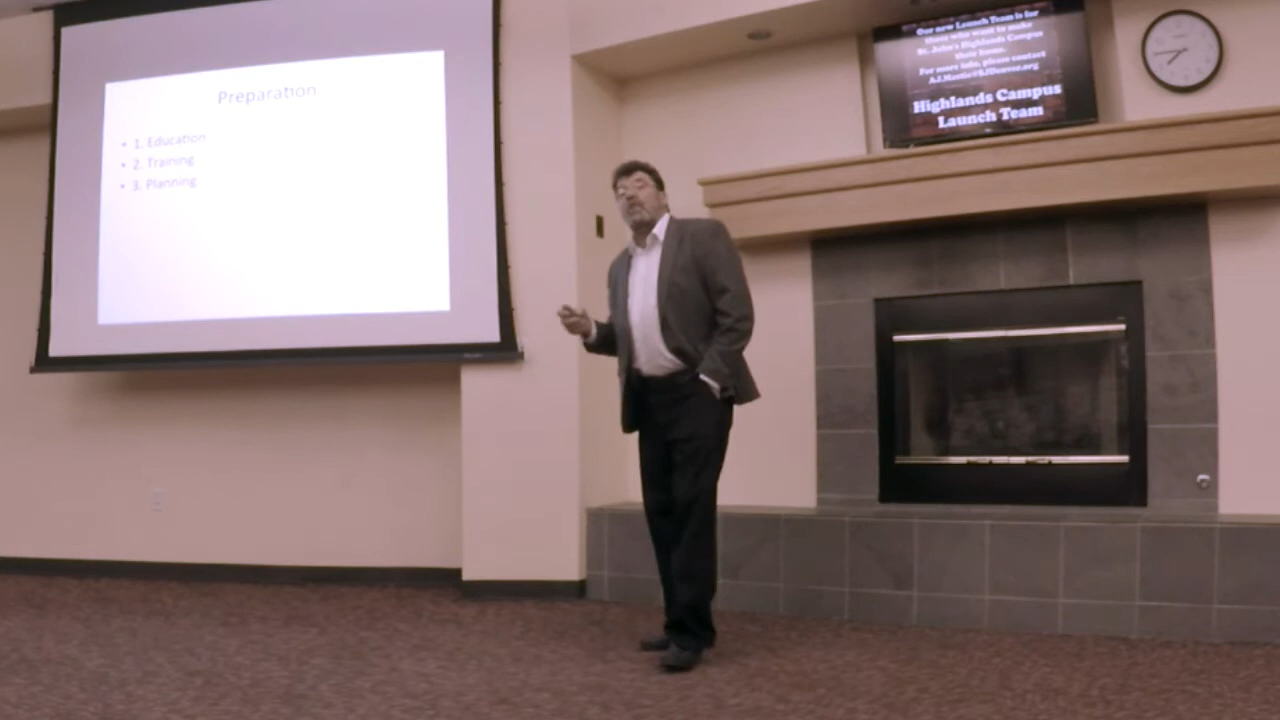 Preparation
• 1. Education
• 2. Training
• 3. Planning
Our new Launch Team is for
those who want to make
St. John's Highlands Campus
their home.
For more info, please contact
Highlands Campus
Launch Team